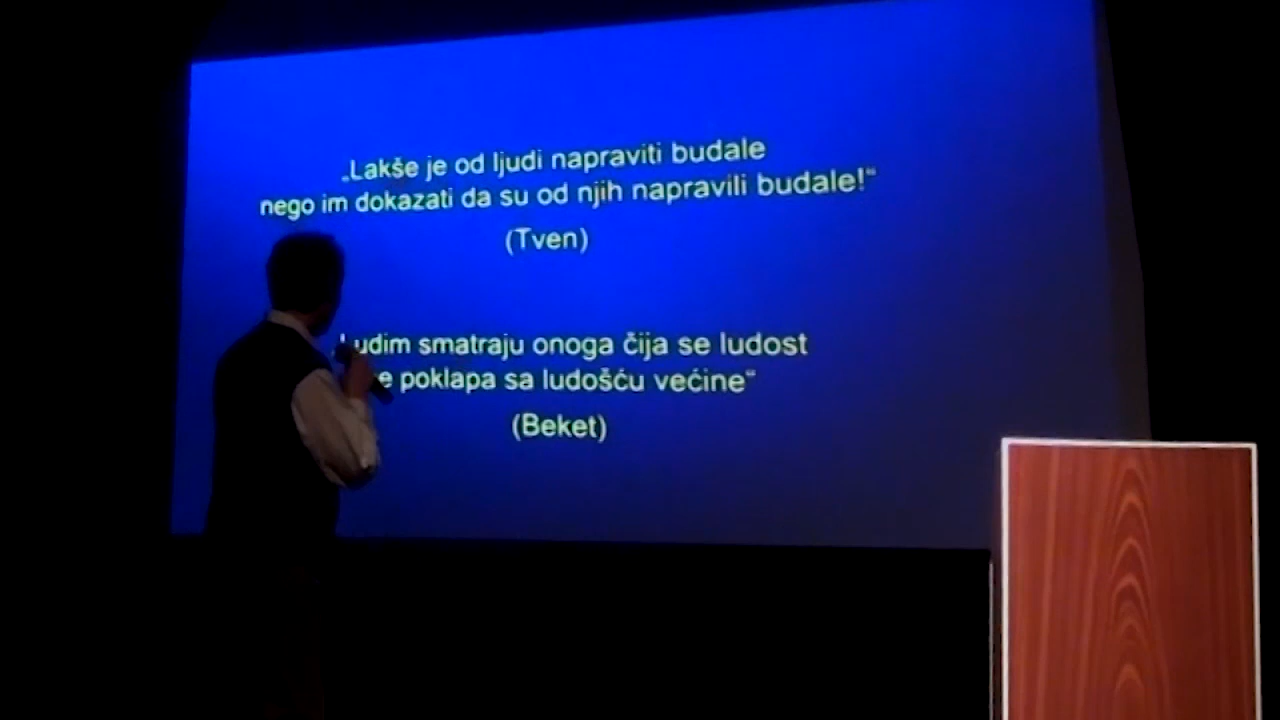 „Lakše je od ljudi napraviti budale
nego im dokazati da su od njih napravili budale!“
(Tven)
Ludim smatraju onoga čija se ludost
poklapa sa ludošću većine“
(Beket)